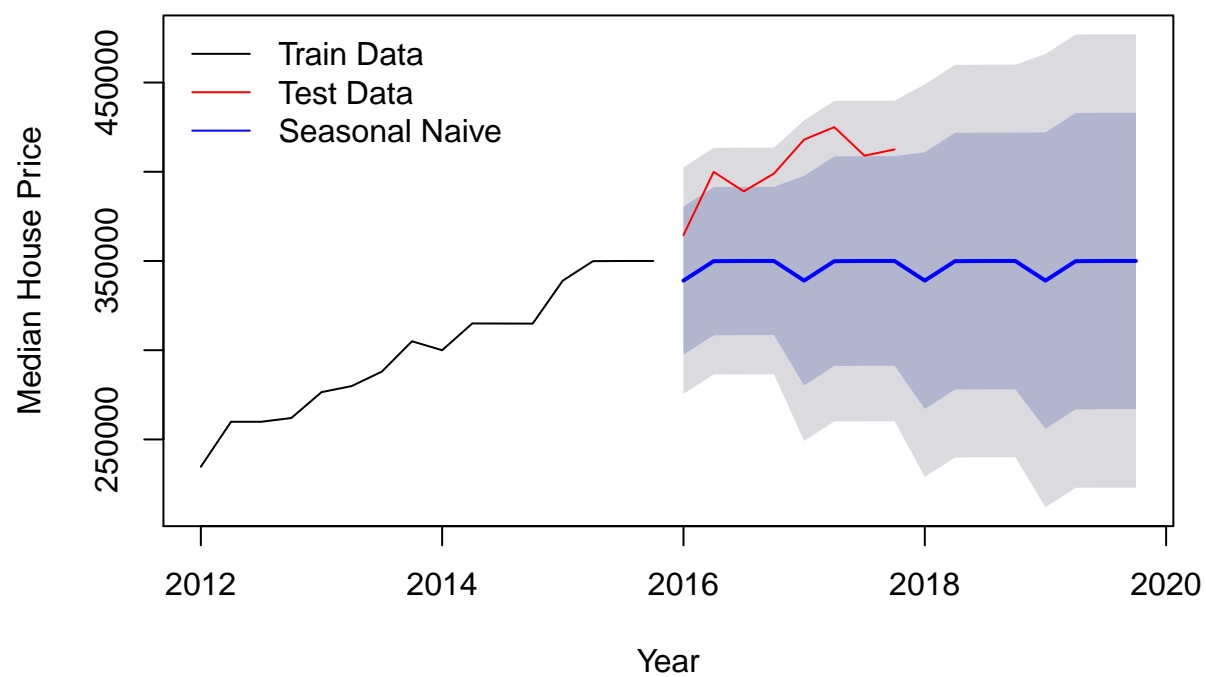 Train Data
Test Data
Seasonal Naive
Median House Price
450000
350000
250000
2012 2014 2016 2018 2020
Year